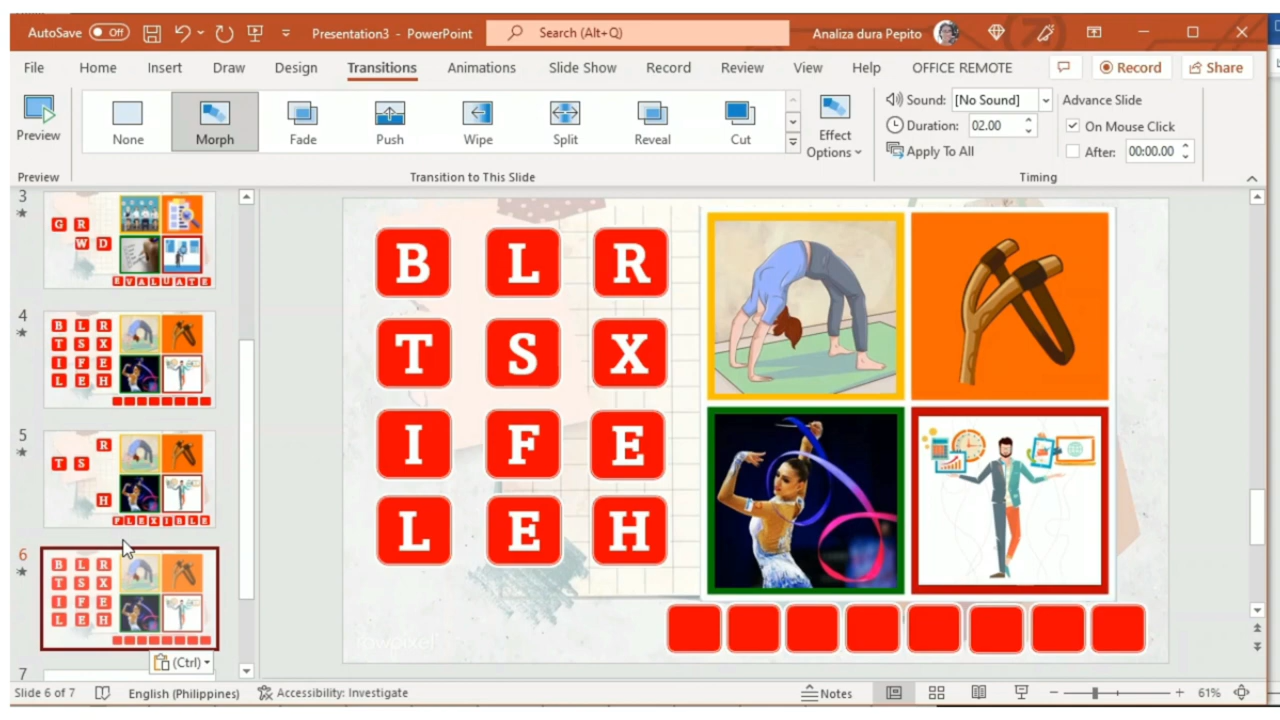 AutoSave Off Presentation3 - PowerPoint Search (Alt+Q) Analiza dura Pepito
File Home Insert Draw Design Transitions Animations Slide Show Record Review View Help OFFICE REMOTE Record Share
Preview
None Morph Fade Push Wipe Split Reveal Cut
Effect Options
Sound: [No Sound]
Duration: 02.00
Apply To All
Advance Slide
On Mouse Click
After: 00:00.00
Preview Transition to This Slide Timing
3
G R
W D
EVALUATE
4
B L R
T S X
I F E
L E H
5
R
T S
H
FLEXIBLE
6
B L R
T S X
I F E
L E H
(Ctrl)
7
B L R
T S X
I F E
L E H
rawpixel
Slide 6 of 7 English (Philippines) Accessibility: Investigate Notes 61%